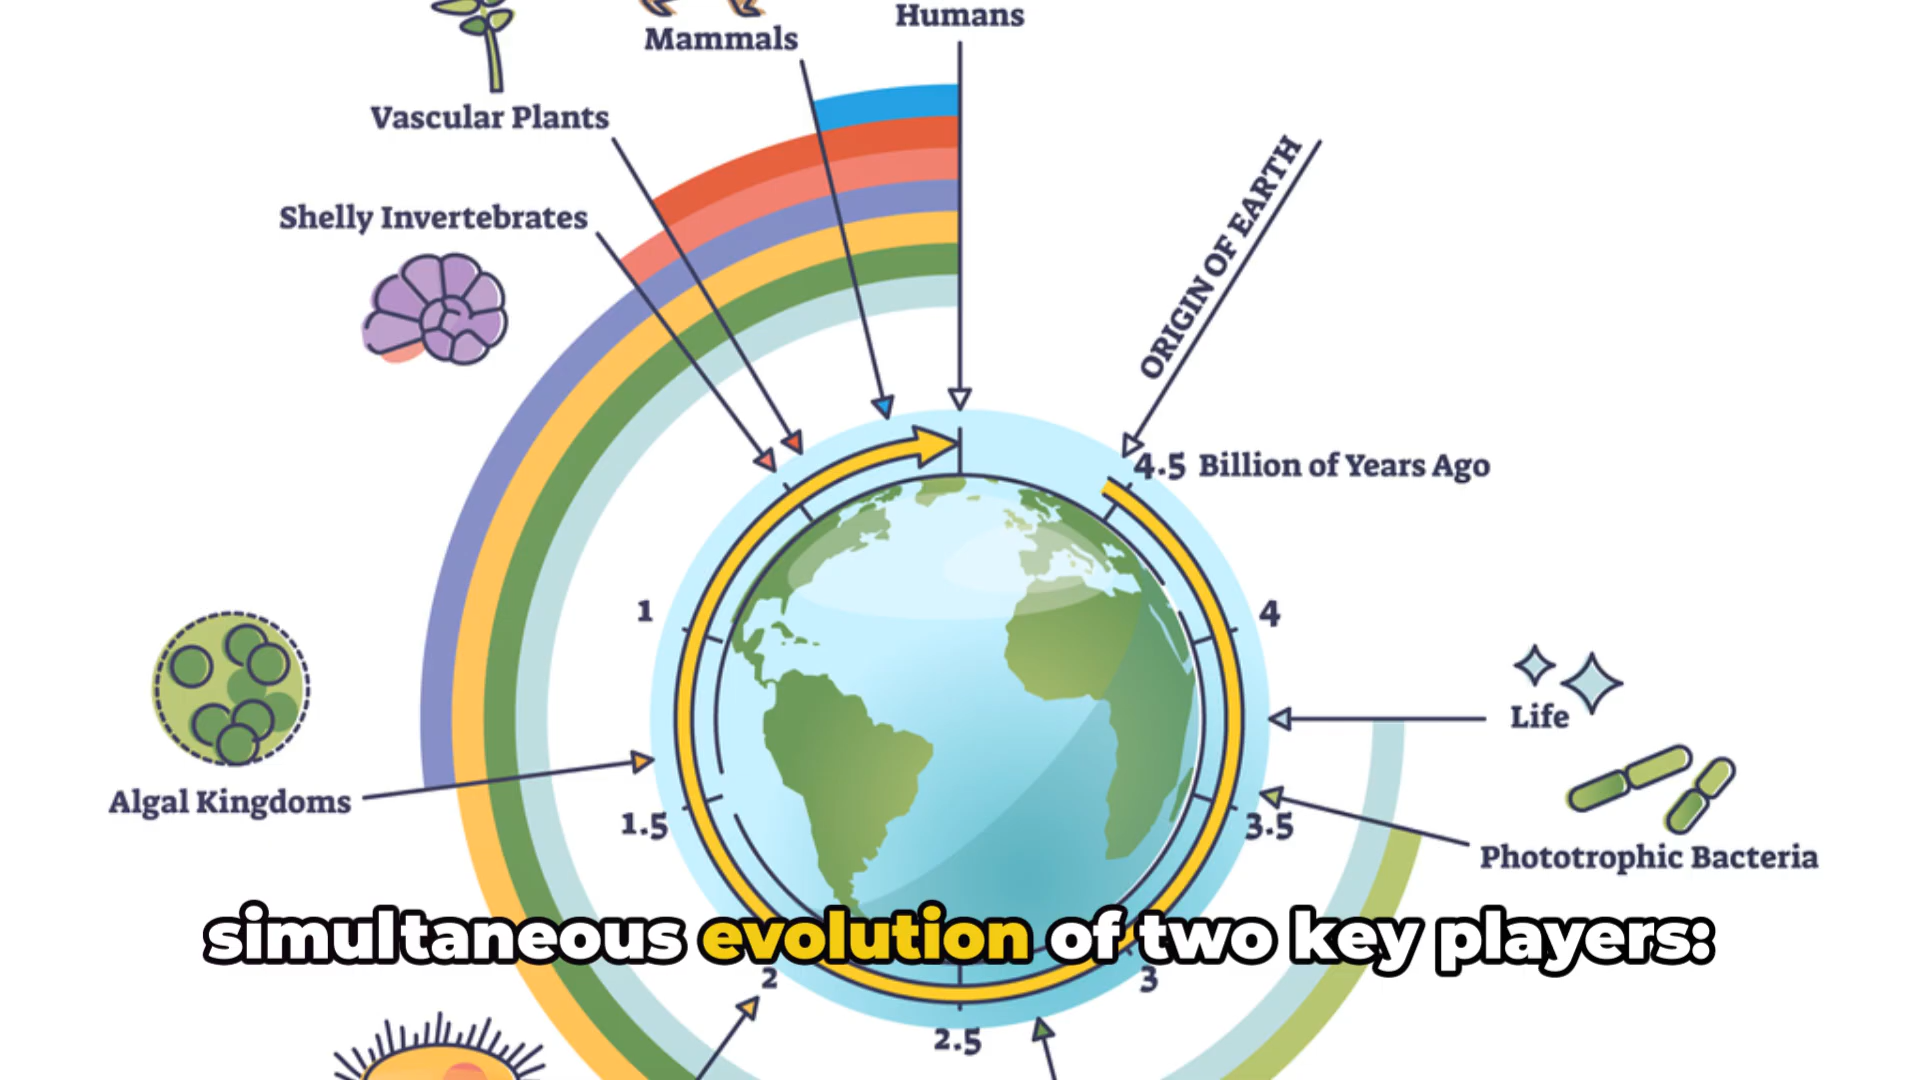 Humans
Mammals
Vascular Plants
Shelly Invertebrates
ORIGIN OF EARTH
4.5 Billion of Years Ago
1
4
Life
Algal Kingdoms
1.5
3.5
Phototrophic Bacteria
simultaneous evolution of two key players:
2
3
2.5